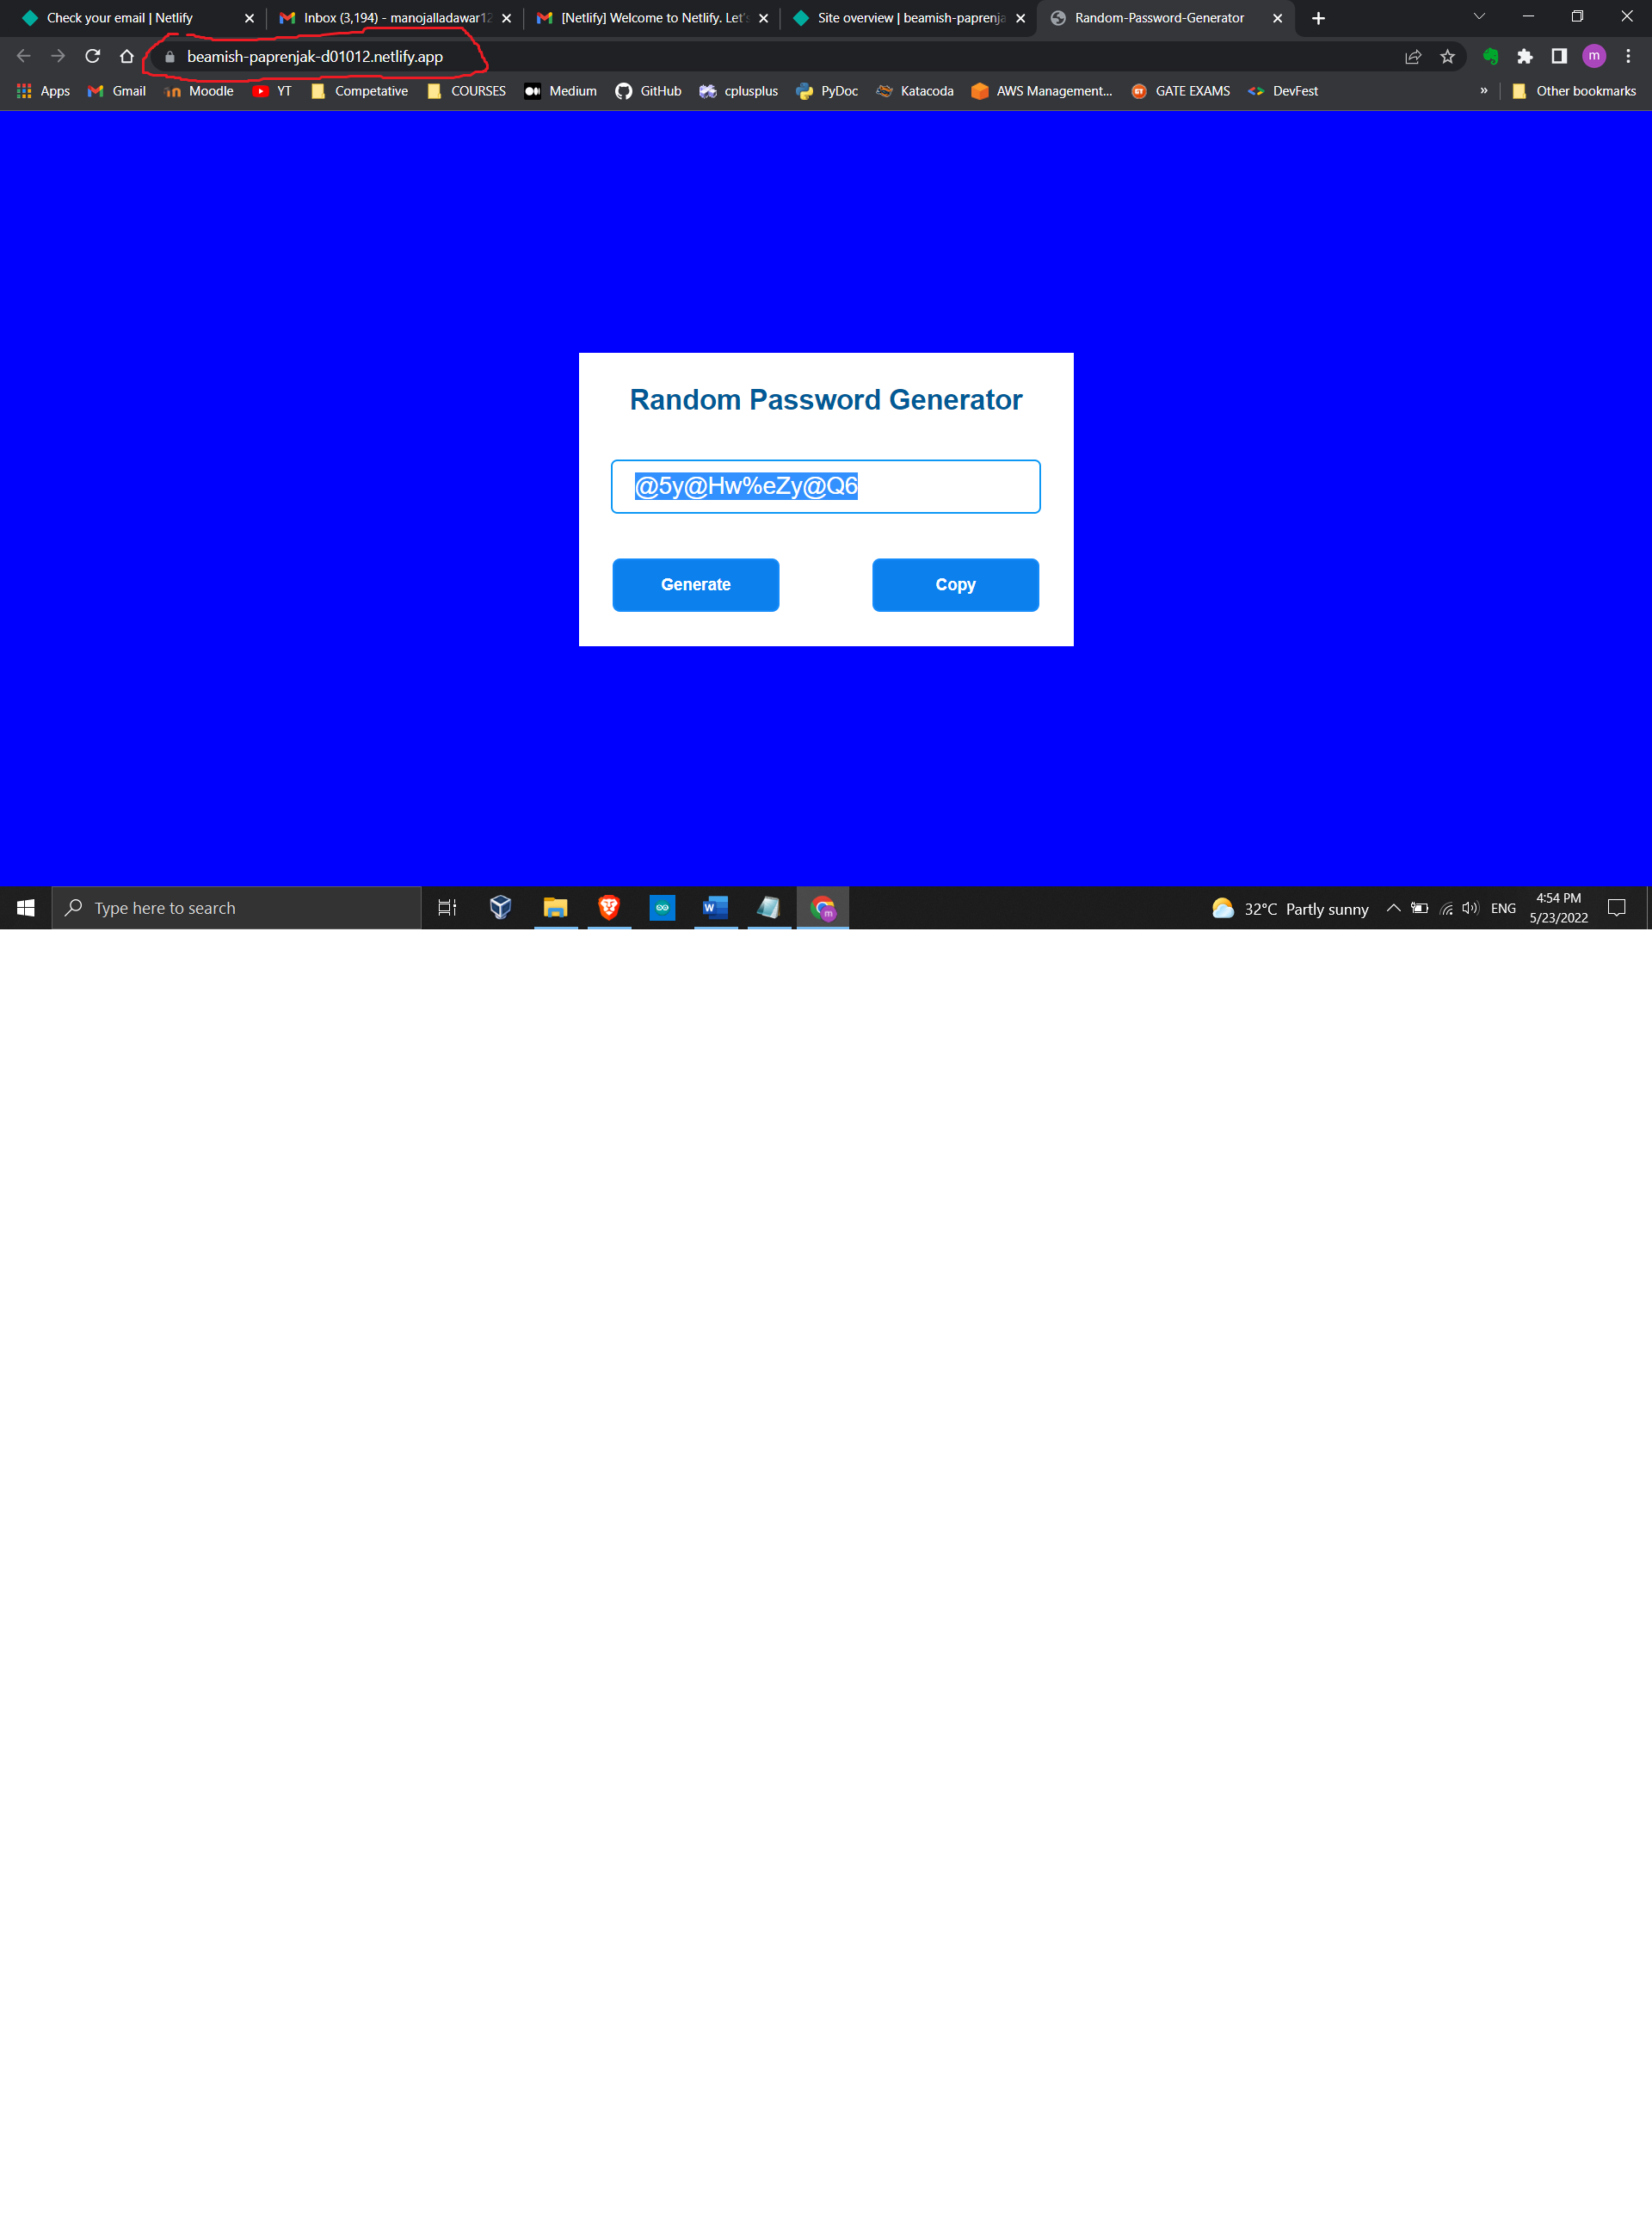 Check your email | Netlify
Inbox (3,194) - manojalladawar12
[Netlify] Welcome to Netlify. Let's
Site overview | beamish-paprenja
Random-Password-Generator
beamish-paprenjak-d01012.netlify.app
m
Apps
Gmail
Moodle
YT
Competative
COURSES
Medium
GitHub
cplusplus
PyDoc
Katacoda
AWS Management...
GATE EXAMS
DevFest
»
Other bookmarks
Random Password Generator
@5y@Hw%eZy@Q6
Generate
Copy
Type here to search
32°C Partly sunny
ENG
4:54 PM
5/23/2022